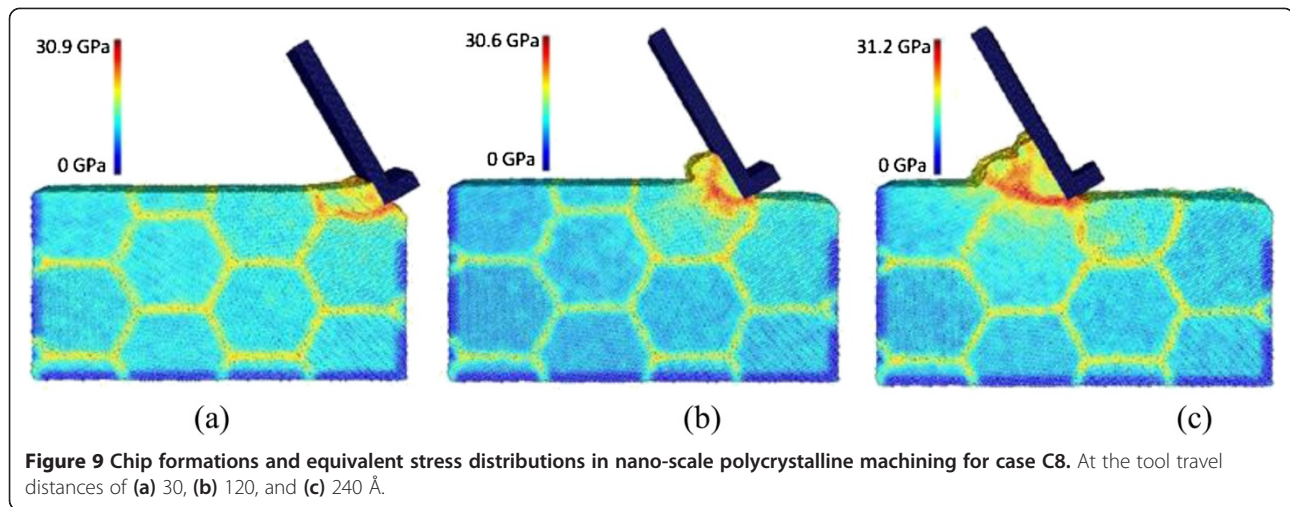 30.9 GPa
0 GPa
30.6 GPa
0 GPa
31.2 GPa
0 GPa
(a)
(b)
(c)
Figure 9 Chip formations and equivalent stress distributions in nano-scale polycrystalline machining for case C8. At the tool travel
distances of (a) 30, (b) 120, and (c) 240 Å.